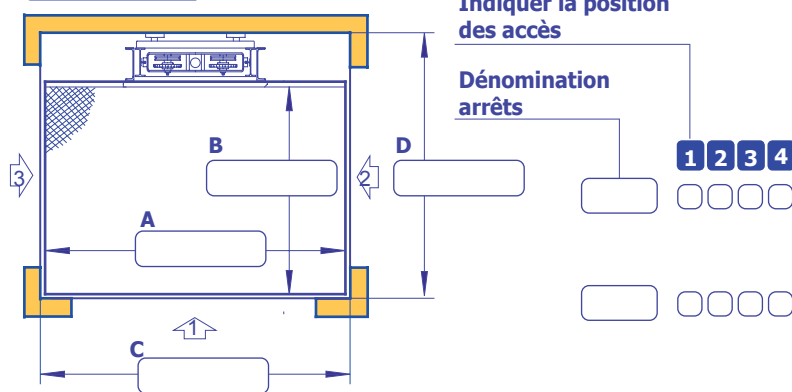 Indiquer la position
des accès
Dénomination
arrêts
B
D
1 2 3 4
3
2
A
1
C